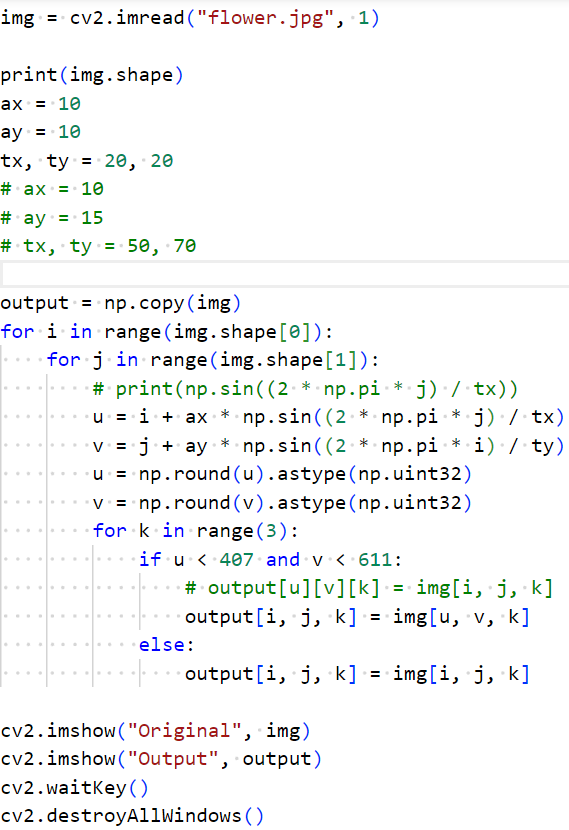 img = cv2.imread("flower.jpg", 1)

print(img.shape)
ax = 10
ay = 10
tx, ty = 20, 20
# ax = 10
# ay = 15
# tx, ty = 50, 70

output = np.copy(img)
for i in range(img.shape[0]):
    for j in range(img.shape[1]):
        # print(np.sin((2 * np.pi * j) / tx))
        u = i + ax * np.sin((2 * np.pi * j) / tx)
        v = j + ay * np.sin((2 * np.pi * i) / ty)
        u = np.round(u).astype(np.uint32)
        v = np.round(v).astype(np.uint32)
        for k in range(3):
            if u < 407 and v < 611:
                # output[u][v][k] = img[i, j, k]
                output[i, j, k] = img[u, v, k]
            else:
                output[i, j, k] = img[i, j, k]

cv2.imshow("Original", img)
cv2.imshow("Output", output)
cv2.waitKey()
cv2.destroyAllWindows()